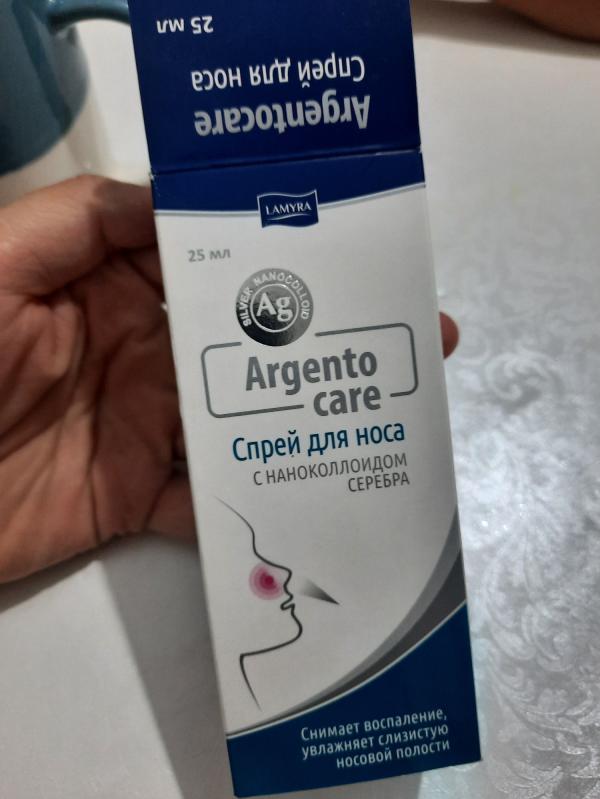 25 мл
Спрей для носа
Argentocare
LAMYRA
25 мл
SILVER NANOCOLLOID
Ag
Argento
care
Спрей для носа
С НАНОКОЛЛОИДОМ
СЕРЕБРА
Снимает воспаление,
увлажняет слизистую
носовой полости